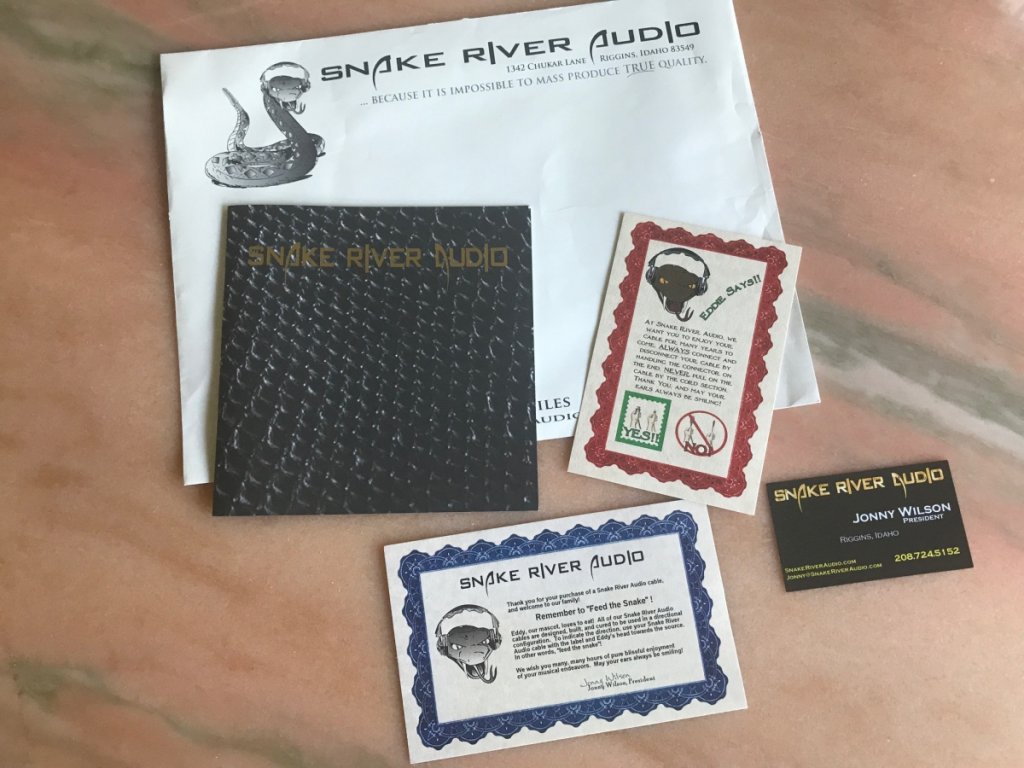 SNAKE RIVER AUDIO
1342 CHUKAR LANE RIGGINS, IDAHO 83549
... BECAUSE IT IS IMPOSSIBLE TO MASS PRODUCE TRUE QUALITY.
SNAKE RIVER AUDIO
ILES
AUDIO
EDDIE SAYS!!
AT SNAKE RIVER AUDIO, WE
WANT YOU TO ENJOY YOUR
CABLE FOR MANY YEARS TO
COME. ALWAYS CONNECT AND
DISCONNECT YOUR CABLE BY
HANDLING THE CONNECTOR ON
THE END. NEVER PULL ON THE
CABLE BY THE CORD SECTION.
THANK YOU, AND MAY YOUR
EARS ALWAYS BE SMILING!
YES!!
NO!
SNAKE RIVER AUDIO
JONNY WILSON
PRESIDENT
RIGGINS, IDAHO
208.724.5152
SNAKERIVERAUDIO.COM
JONNY@SNAKERIVERAUDIO.COM
SNAKE RIVER AUDIO
Thank you for your purchase of a Snake River Audio cable,
and welcome to our family!
Remember to "Feed the Snake" !
Eddy, our mascot, loves to eat! All of our Snake River Audio
cables are designed, built, and cured to be used in a directional
configuration. To indicate the direction, use your Snake River
Audio cable with the label and Eddy's head towards the source.
In other words, "feed the snake"!
We wish you many, many hours of pure blissful enjoyment
of your musical endeavors. May your ears always be smiling!
Jonny Wilson
Jonny Wilson, President